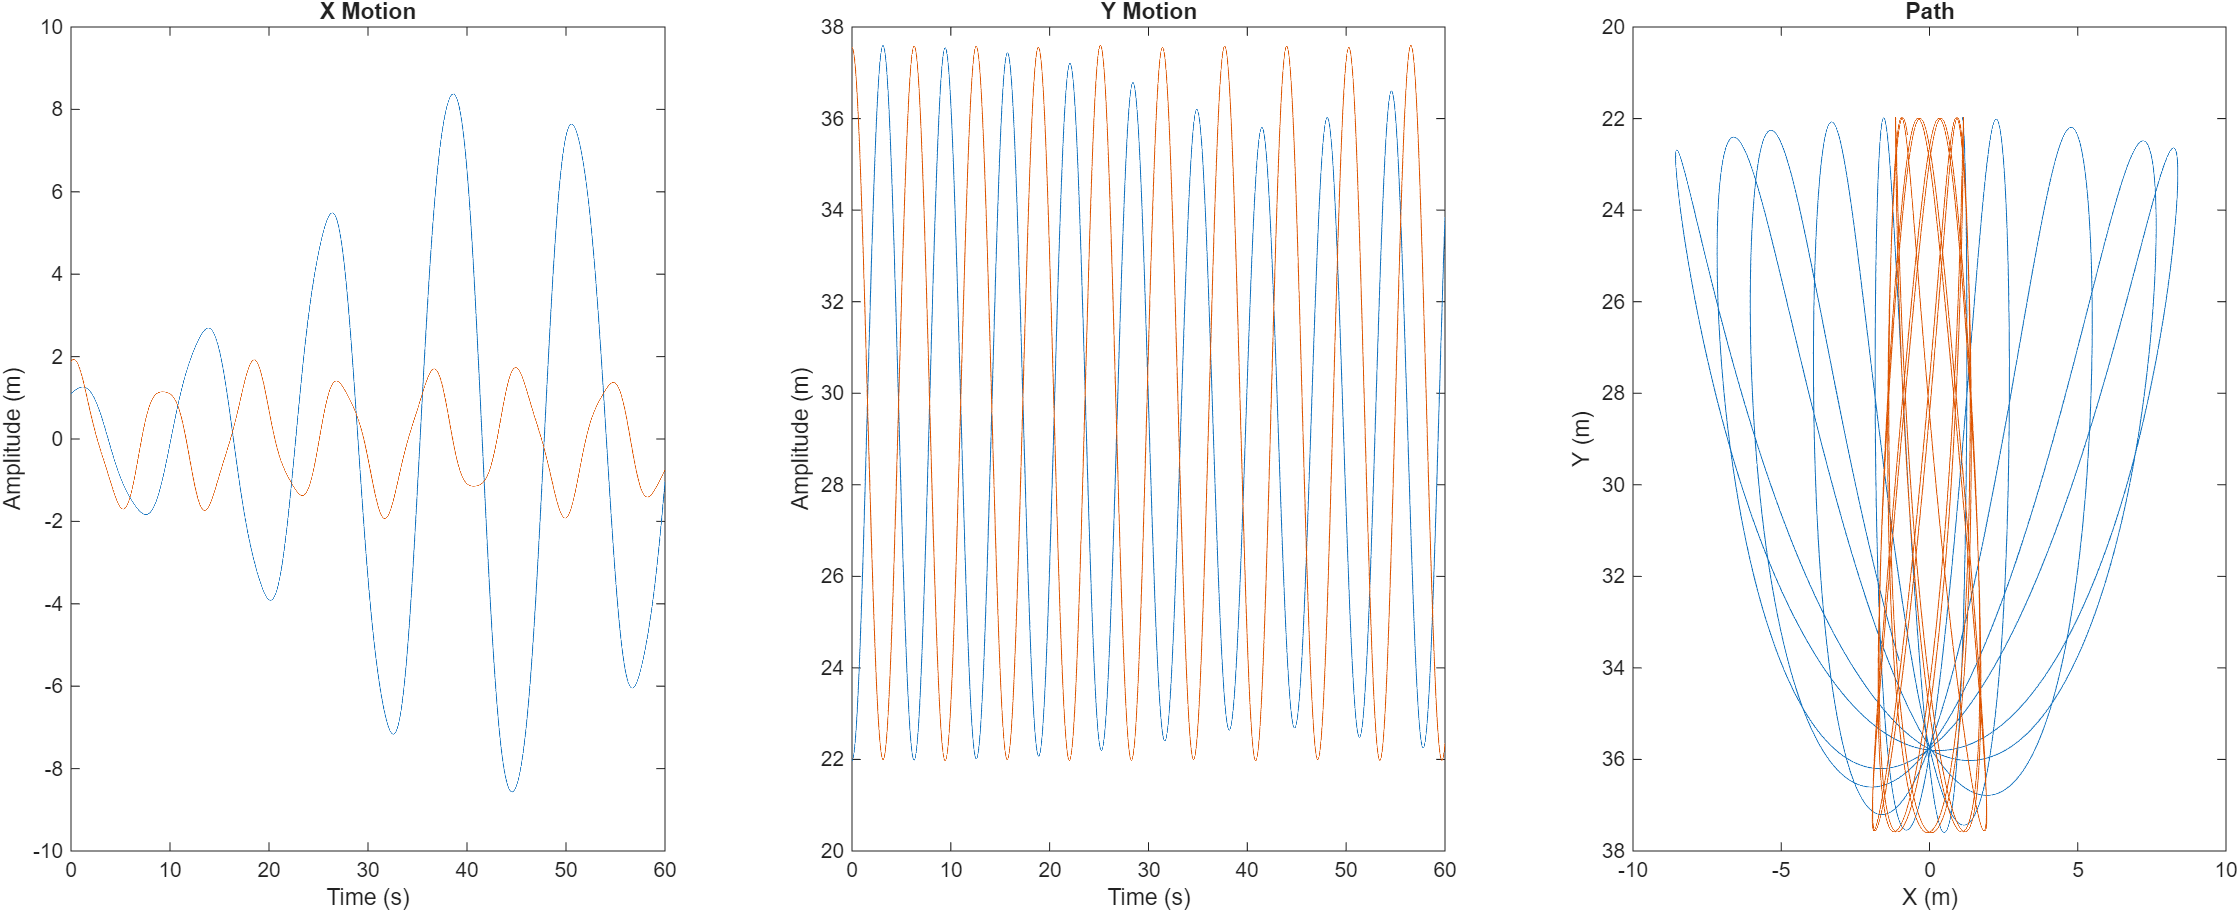 X Motion
10
8
6
4
2
0
-2
-4
-6
-8
-10
Amplitude (m)
0 10 20 30 40 50 60
Time (s)
Y Motion
38
36
34
32
30
28
26
24
22
20
Amplitude (m)
0 10 20 30 40 50 60
Time (s)
Path
20
22
24
26
28
30
32
34
36
38
Y (m)
-10 -5 0 5 10
X (m)